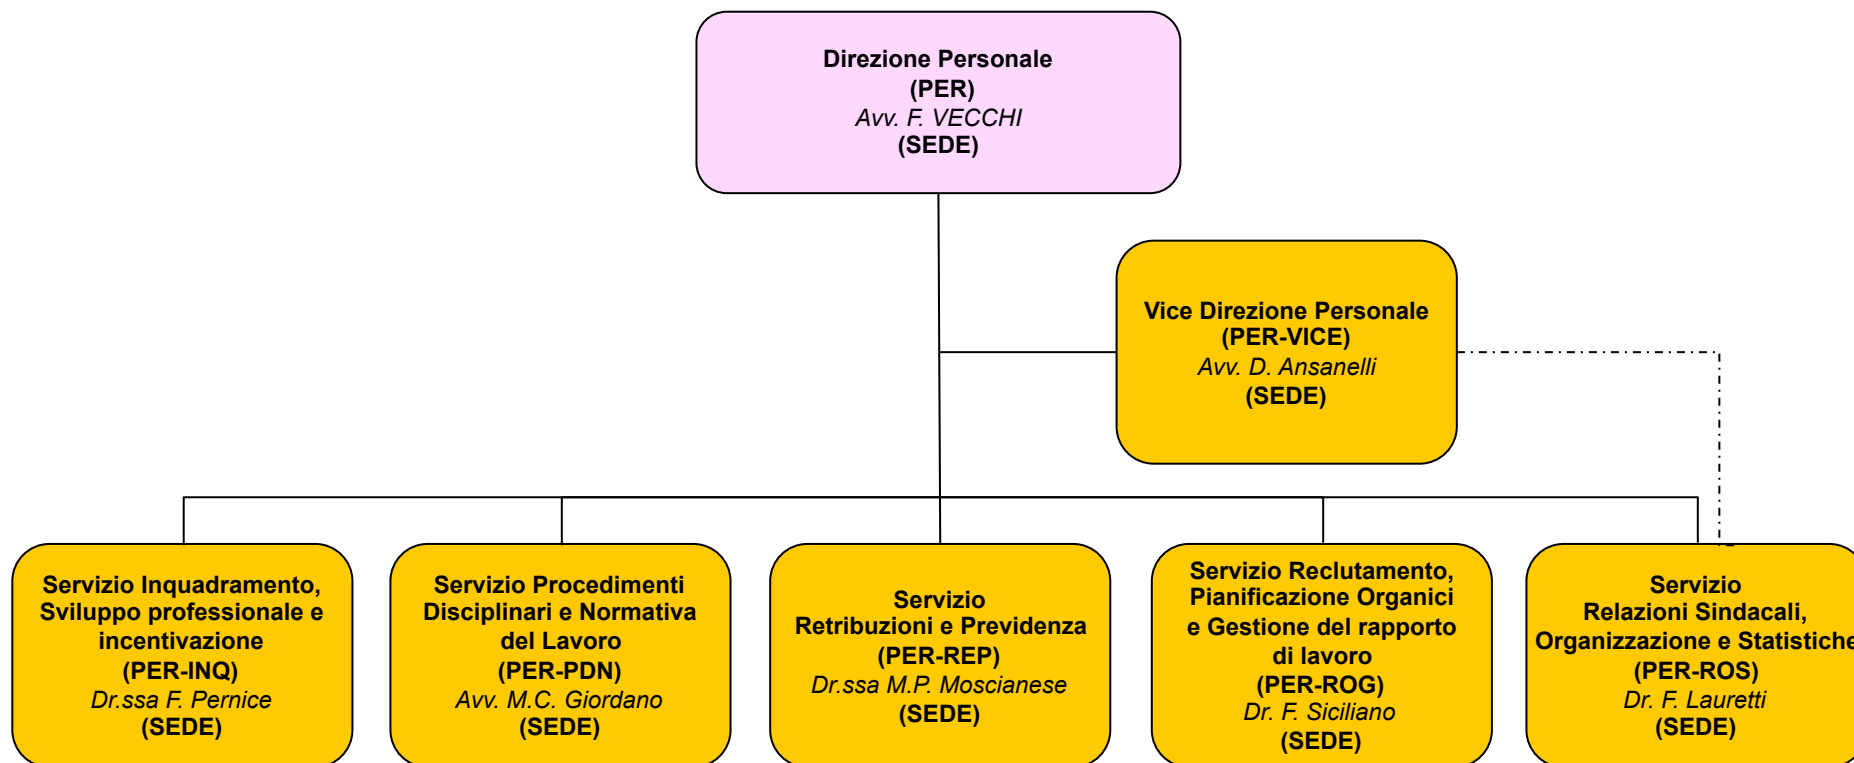 Direzione Personale
(PER)
Avv. F. VECCHI
(SEDE)
Vice Direzione Personale
(PER-VICE)
Avv. D. Ansanelli
(SEDE)
Servizio Inquadramento,
Sviluppo professionale e
incentivazione
(PER-INQ)
Dr.ssa F. Pernice
(SEDE)
Servizio Procedimenti
Disciplinari e Normativa
del Lavoro
(PER-PDN)
Avv. M.C. Giordano
(SEDE)
Servizio
Retribuzioni e Previdenza
(PER-REP)
Dr.ssa M.P. Moscianese
(SEDE)
Servizio Reclutamento,
Pianificazione Organici
e Gestione del rapporto
di lavoro
(PER-ROG)
Dr. F. Siciliano
(SEDE)
Servizio
Relazioni Sindacali,
Organizzazione e Statistiche
(PER-ROS)
Dr. F. Lauretti
(SEDE)